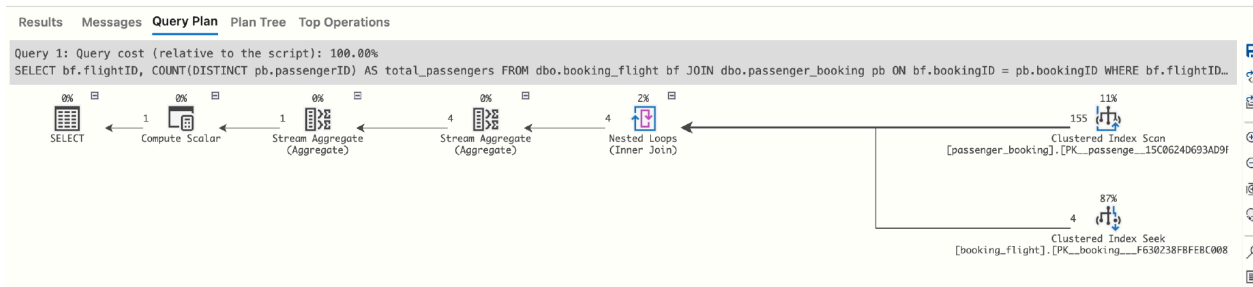 Results Messages Query Plan Plan Tree Top Operations
Query 1: Query cost (relative to the script): 100.00%
SELECT bf.flightID, COUNT(DISTINCT pb.passengerID) AS total_passengers FROM dbo.booking_flight bf JOIN dbo.passenger_booking pb ON bf.bookingID = pb.bookingID WHERE bf.flightID…
0% 0% 0% 0% 2% 11%
1 1 4 4 155
SELECT Compute Scalar Stream Aggregate Stream Aggregate Nested Loops Clustered Index Scan
(Aggregate) (Aggregate) (Inner Join) [passenger_booking].[PK__passenge__15C0624D693AD9F
87%
4
Clustered Index Seek
[booking_flight].[PK__booking___F630238FBFEBC008